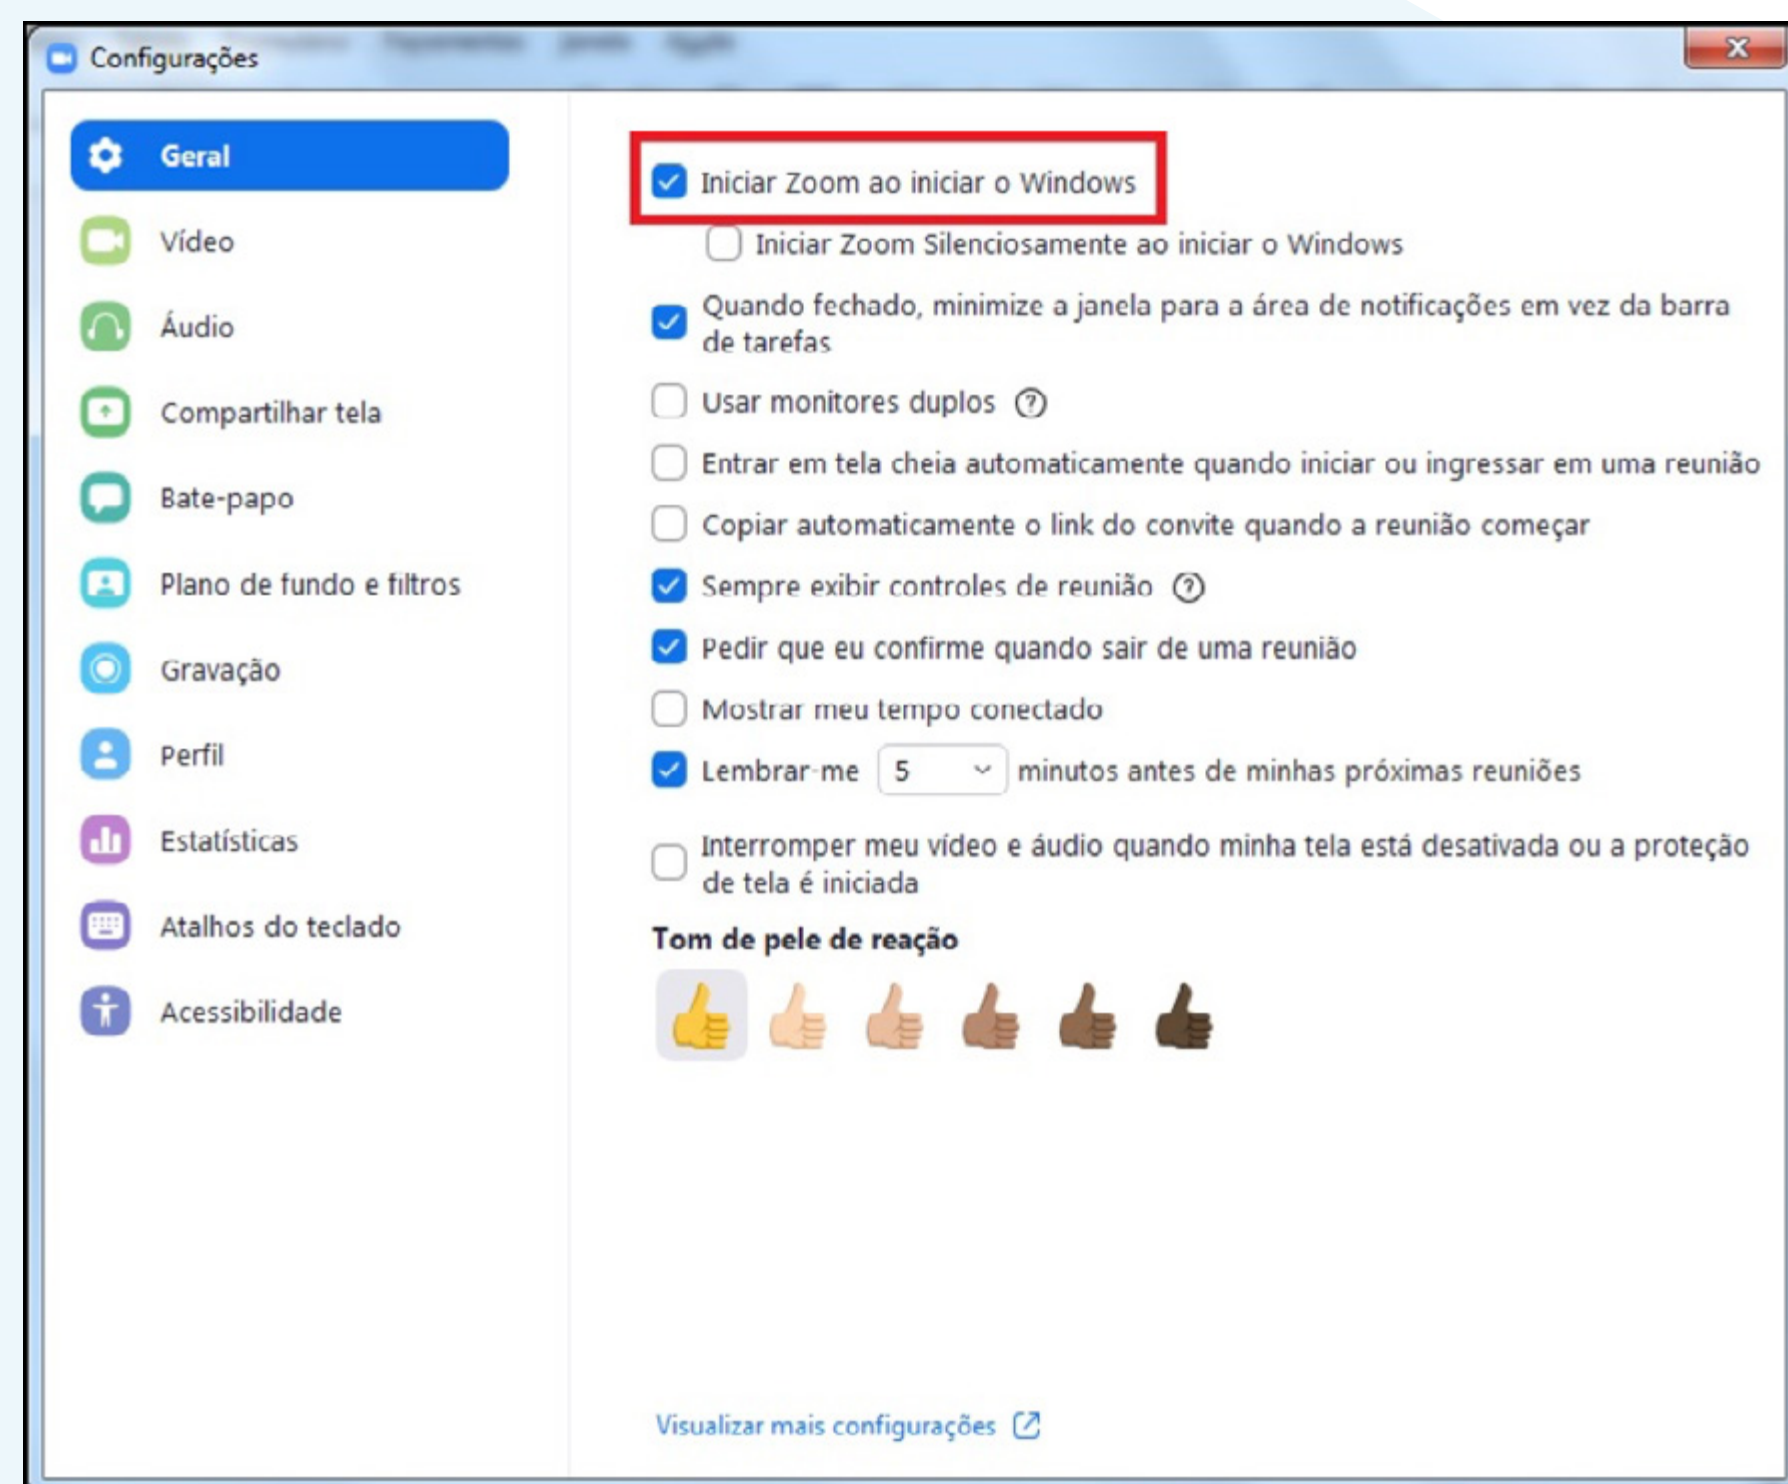 Configurações
Geral
Vídeo
Áudio
Compartilhar tela
Bate-papo
Plano de fundo e filtros
Gravação
Perfil
Estatísticas
Atalhos do teclado
Acessibilidade
Iniciar Zoom ao iniciar o Windows
Iniciar Zoom Silenciosamente ao iniciar o Windows
Quando fechado, minimize a janela para a área de notificações em vez da barra
de tarefas
Usar monitores duplos ?
Entrar em tela cheia automaticamente quando iniciar ou ingressar em uma reunião
Copiar automaticamente o link do convite quando a reunião começar
Sempre exibir controles de reunião ?
Pedir que eu confirme quando sair de uma reunião
Mostrar meu tempo conectado
Lembrar-me 5 minutos antes de minhas próximas reuniões
Interromper meu vídeo e áudio quando minha tela está desativada ou a proteção
de tela é iniciada
Tom de pele de reação
Visualizar mais configurações